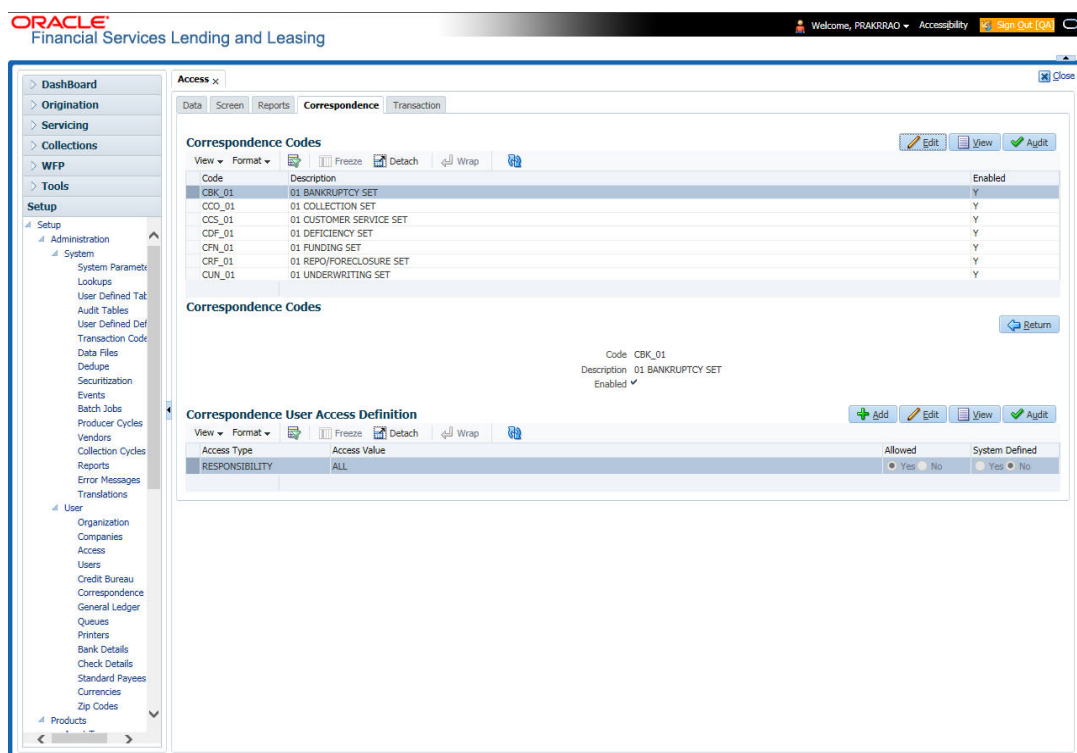 ORACLE
Financial Services Lending and Leasing
Welcome, PRAKRRAO Accessibility Sign Out [QA]
Close
DashBoard
Origination
Servicing
Collections
WFP
Tools
Setup
Setup
Administration
System
System Paramete
Lookups
User Defined Tab
Audit Tables
User Defined Def
Transaction Code
Data Files
Dedupe
Securitization
Events
Batch Jobs
Producer Cycles
Vendors
Collection Cycles
Reports
Error Messages
Translations
User
Organization
Companies
Access
Users
Credit Bureau
Correspondence
General Ledger
Queues
Printers
Bank Details
Check Details
Standard Payees
Currencies
Zip Codes
Products
Access
Data Screen Reports Correspondence Transaction
Correspondence Codes
Edit View Audit
View Format Freeze Detach Wrap
Code Description Enabled
CBK_01 01 BANKRUPTCY SET Y
CCO_01 01 COLLECTION SET Y
CCS_01 01 CUSTOMER SERVICE SET Y
CDF_01 01 DEFICIENCY SET Y
CFN_01 01 FUNDING SET Y
CRF_01 01 REPO/FORECLOSURE SET Y
CUN_01 01 UNDERWRITING SET Y
Correspondence Codes
Return
Code CBK_01
Description 01 BANKRUPTCY SET
Enabled
Correspondence User Access Definition
Add Edit View Audit
View Format Freeze Detach Wrap
Access Type Access Value Allowed System Defined
RESPONSIBILITY ALL Yes No Yes No